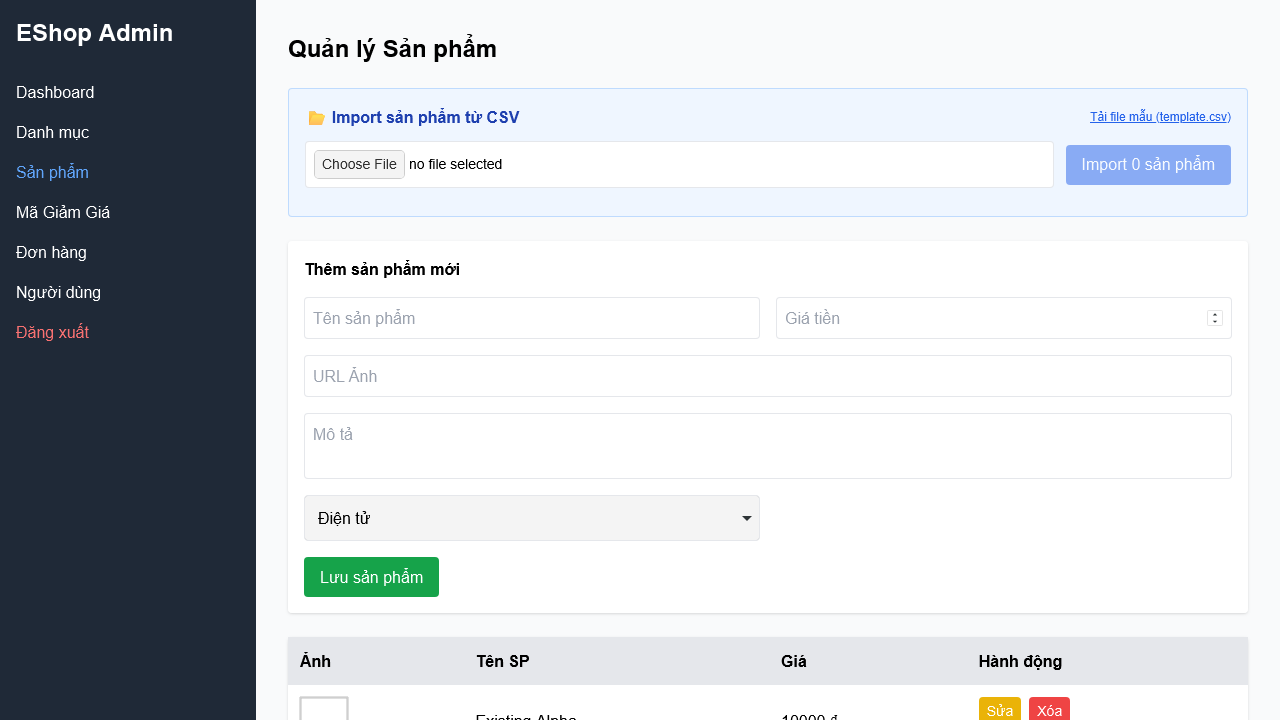 EShop Admin
Dashboard
Danh mục
Sản phẩm
Mã Giảm Giá
Đơn hàng
Người dùng
Đăng xuất
Quản lý Sản phẩm
Import sản phẩm từ CSV
Tải file mẫu (template.csv)
Choose File no file selected
Import 0 sản phẩm
Thêm sản phẩm mới
Tên sản phẩm
Giá tiền
URL Ảnh
Mô tả
Điện tử
Lưu sản phẩm
Ảnh Tên SP Giá Hành động
Existing Alpha 10000 ₫ Sửa Xóa